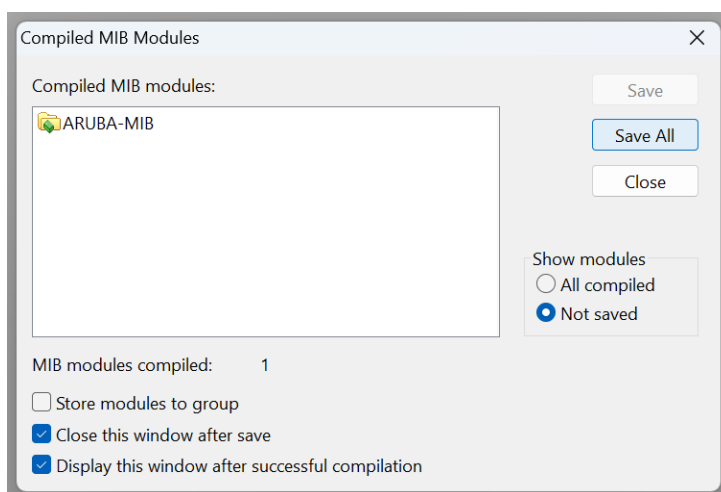 Compiled MIB Modules
Compiled MIB modules:
ARUBA-MIB
Save
Save All
Close
Show modules
All compiled
Not saved
MIB modules compiled: 1
Store modules to group
Close this window after save
Display this window after successful compilation